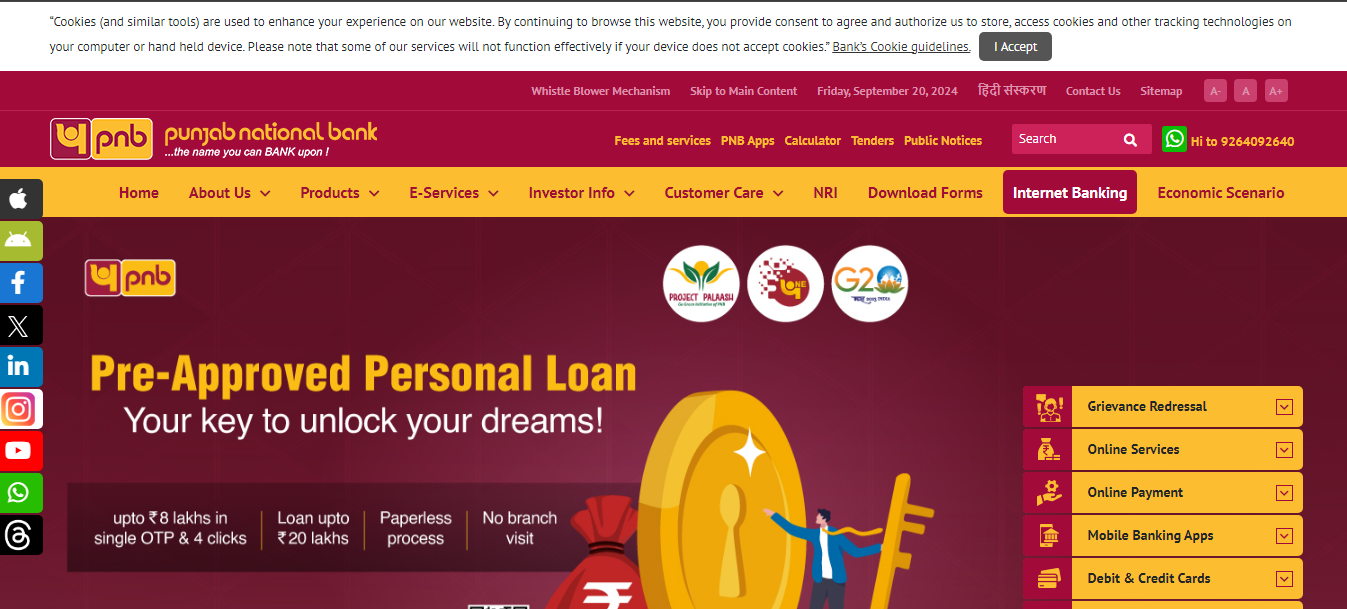 “Cookies (and similar tools) are used to enhance your experience on our website. By continuing to browse this website, you provide consent to agree and authorize us to store, access cookies and other tracking technologies on
your computer or hand held device. Please note that some of our services will not function effectively if your device does not accept cookies.” Bank's Cookie guidelines. I Accept
Whistle Blower Mechanism Skip to Main Content Friday, September 20, 2024 हिंदी संस्करण Contact Us Sitemap A- A A+
पnb punjab national bank
...the name you can BANK upon !
Fees and services PNB Apps Calculator Tenders Public Notices Search Hi to 9264092640
Home About Us Products E-Services Investor Info Customer Care NRI Download Forms Internet Banking Economic Scenario
पnb
PROJECT PALAASH
ONE
G20
Pre-Approved Personal Loan
Your key to unlock your dreams!
upto ₹8 lakhs in
single OTP & 4 clicks
Loan upto
₹20 lakhs
Paperless
process
No branch
visit
₹
Grievance Redressal
Online Services
Online Payment
Mobile Banking Apps
Debit & Credit Cards